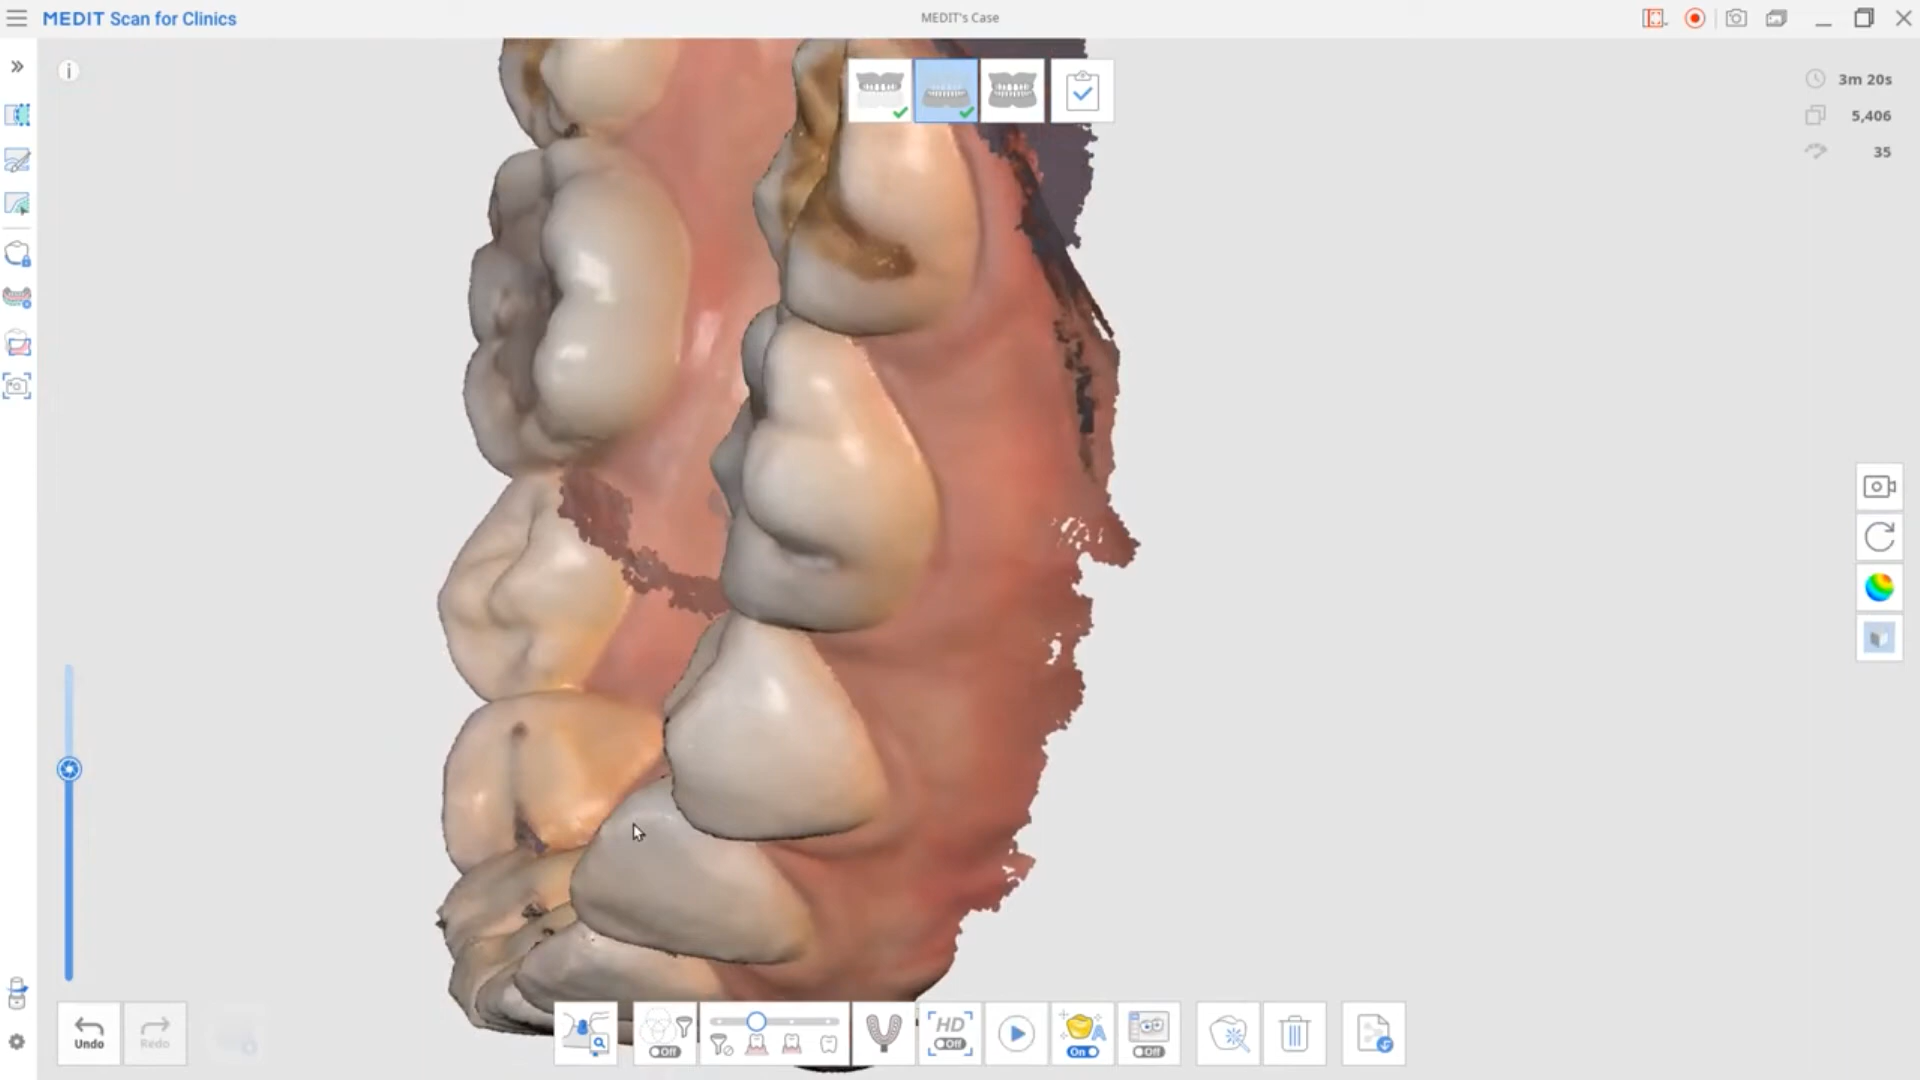 MEDIT Scan for Clinics
MEDIT's Case
3m 20s
5,406
35
Undo
Redo
Off
HD
Off
A
On
Off